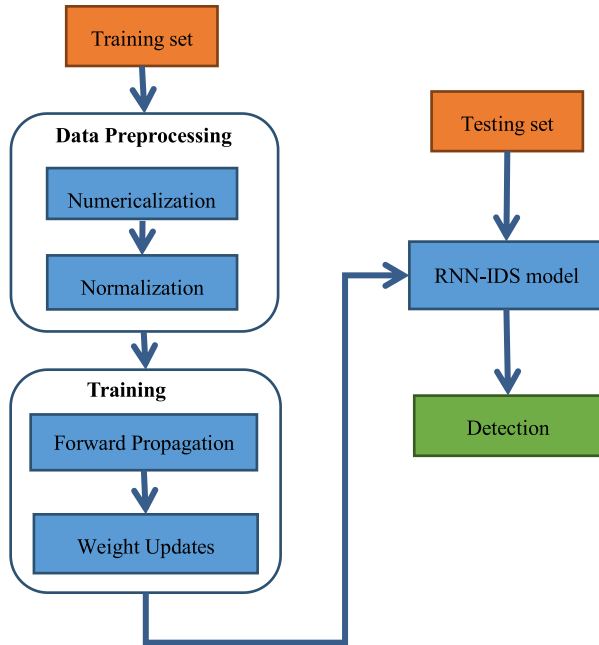 Training set
Data Preprocessing
Numericalization
Normalization
Training
Forward Propagation
Weight Updates
Testing set
RNN-IDS model
Detection